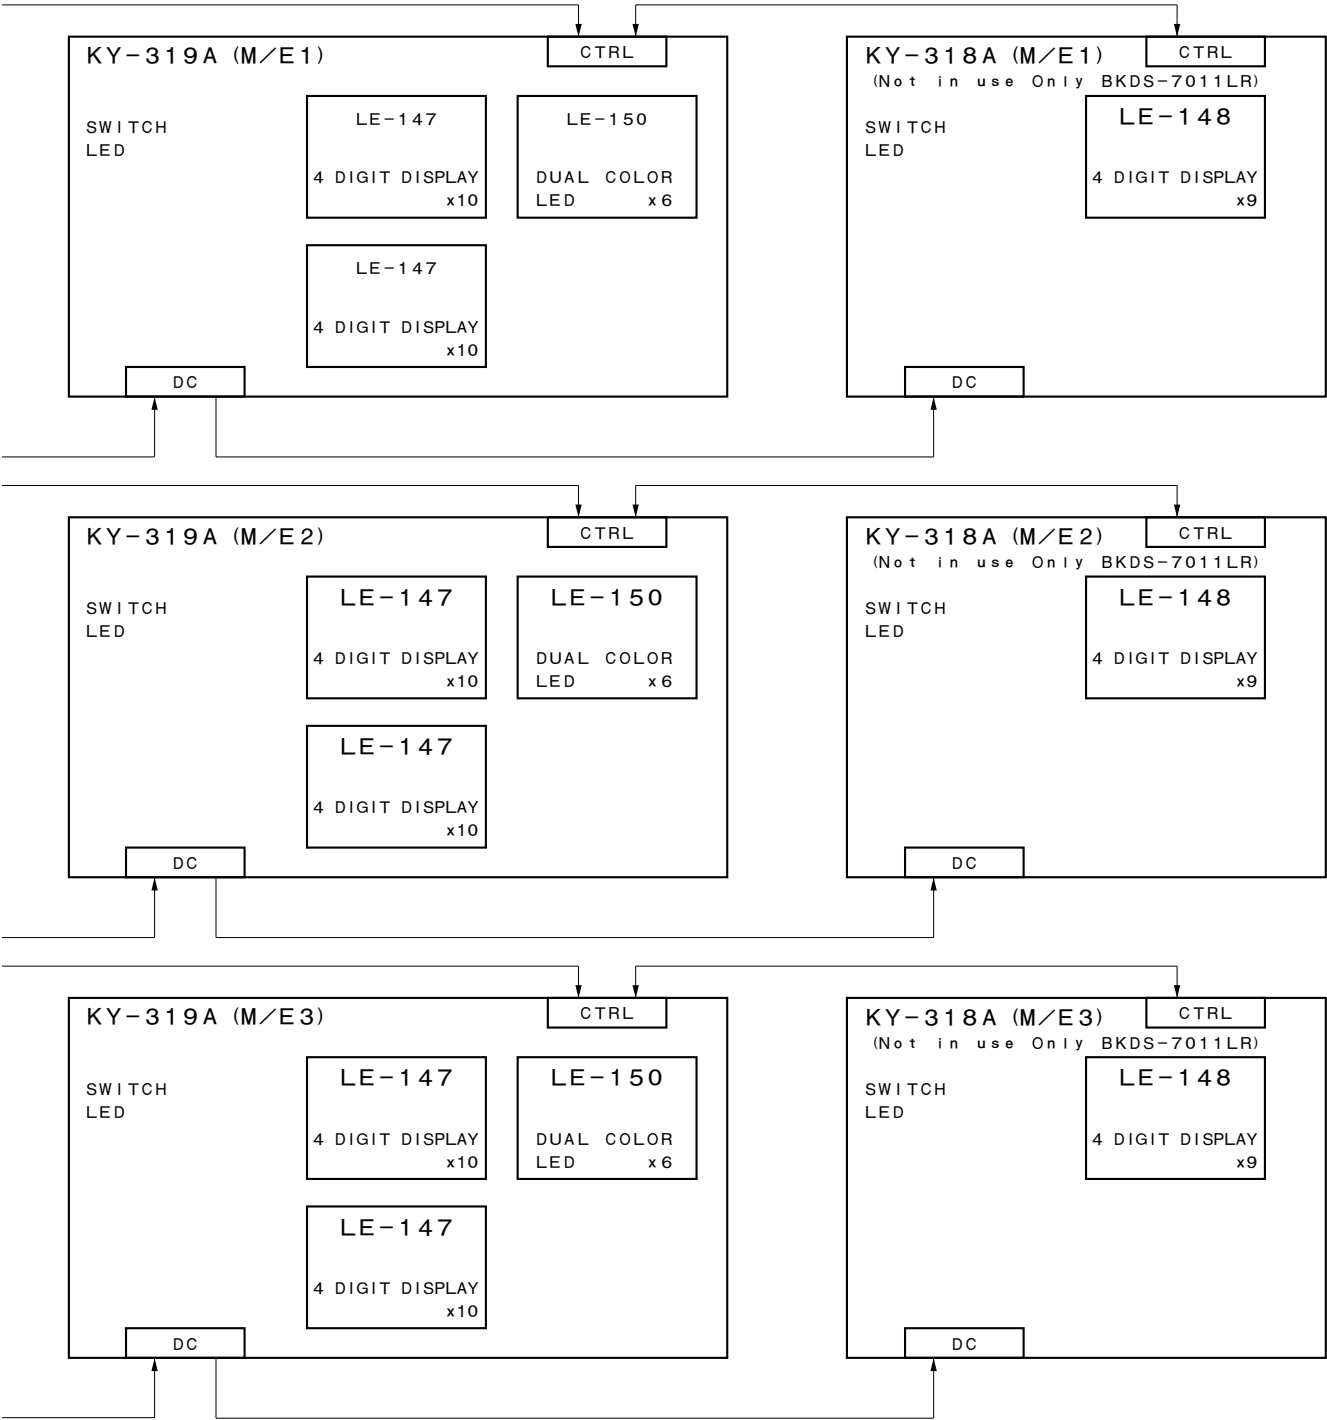 KY-319A (M/E1)
CTRL
SWITCH
LED
LE-147
4 DIGIT DISPLAY
x10
LE-150
DUAL COLOR
LED x6
LE-147
4 DIGIT DISPLAY
x10
DC
KY-318A (M/E1)
CTRL
(Not in use Only BKDS-7011LR)
SWITCH
LED
LE-148
4 DIGIT DISPLAY
x9
DC
KY-319A (M/E2)
CTRL
SWITCH
LED
LE-147
4 DIGIT DISPLAY
x10
LE-150
DUAL COLOR
LED x6
LE-147
4 DIGIT DISPLAY
x10
DC
KY-318A (M/E2)
CTRL
(Not in use Only BKDS-7011LR)
SWITCH
LED
LE-148
4 DIGIT DISPLAY
x9
DC
KY-319A (M/E3)
CTRL
SWITCH
LED
LE-147
4 DIGIT DISPLAY
x10
LE-150
DUAL COLOR
LED x6
LE-147
4 DIGIT DISPLAY
x10
DC
KY-318A (M/E3)
CTRL
(Not in use Only BKDS-7011LR)
SWITCH
LED
LE-148
4 DIGIT DISPLAY
x9
DC